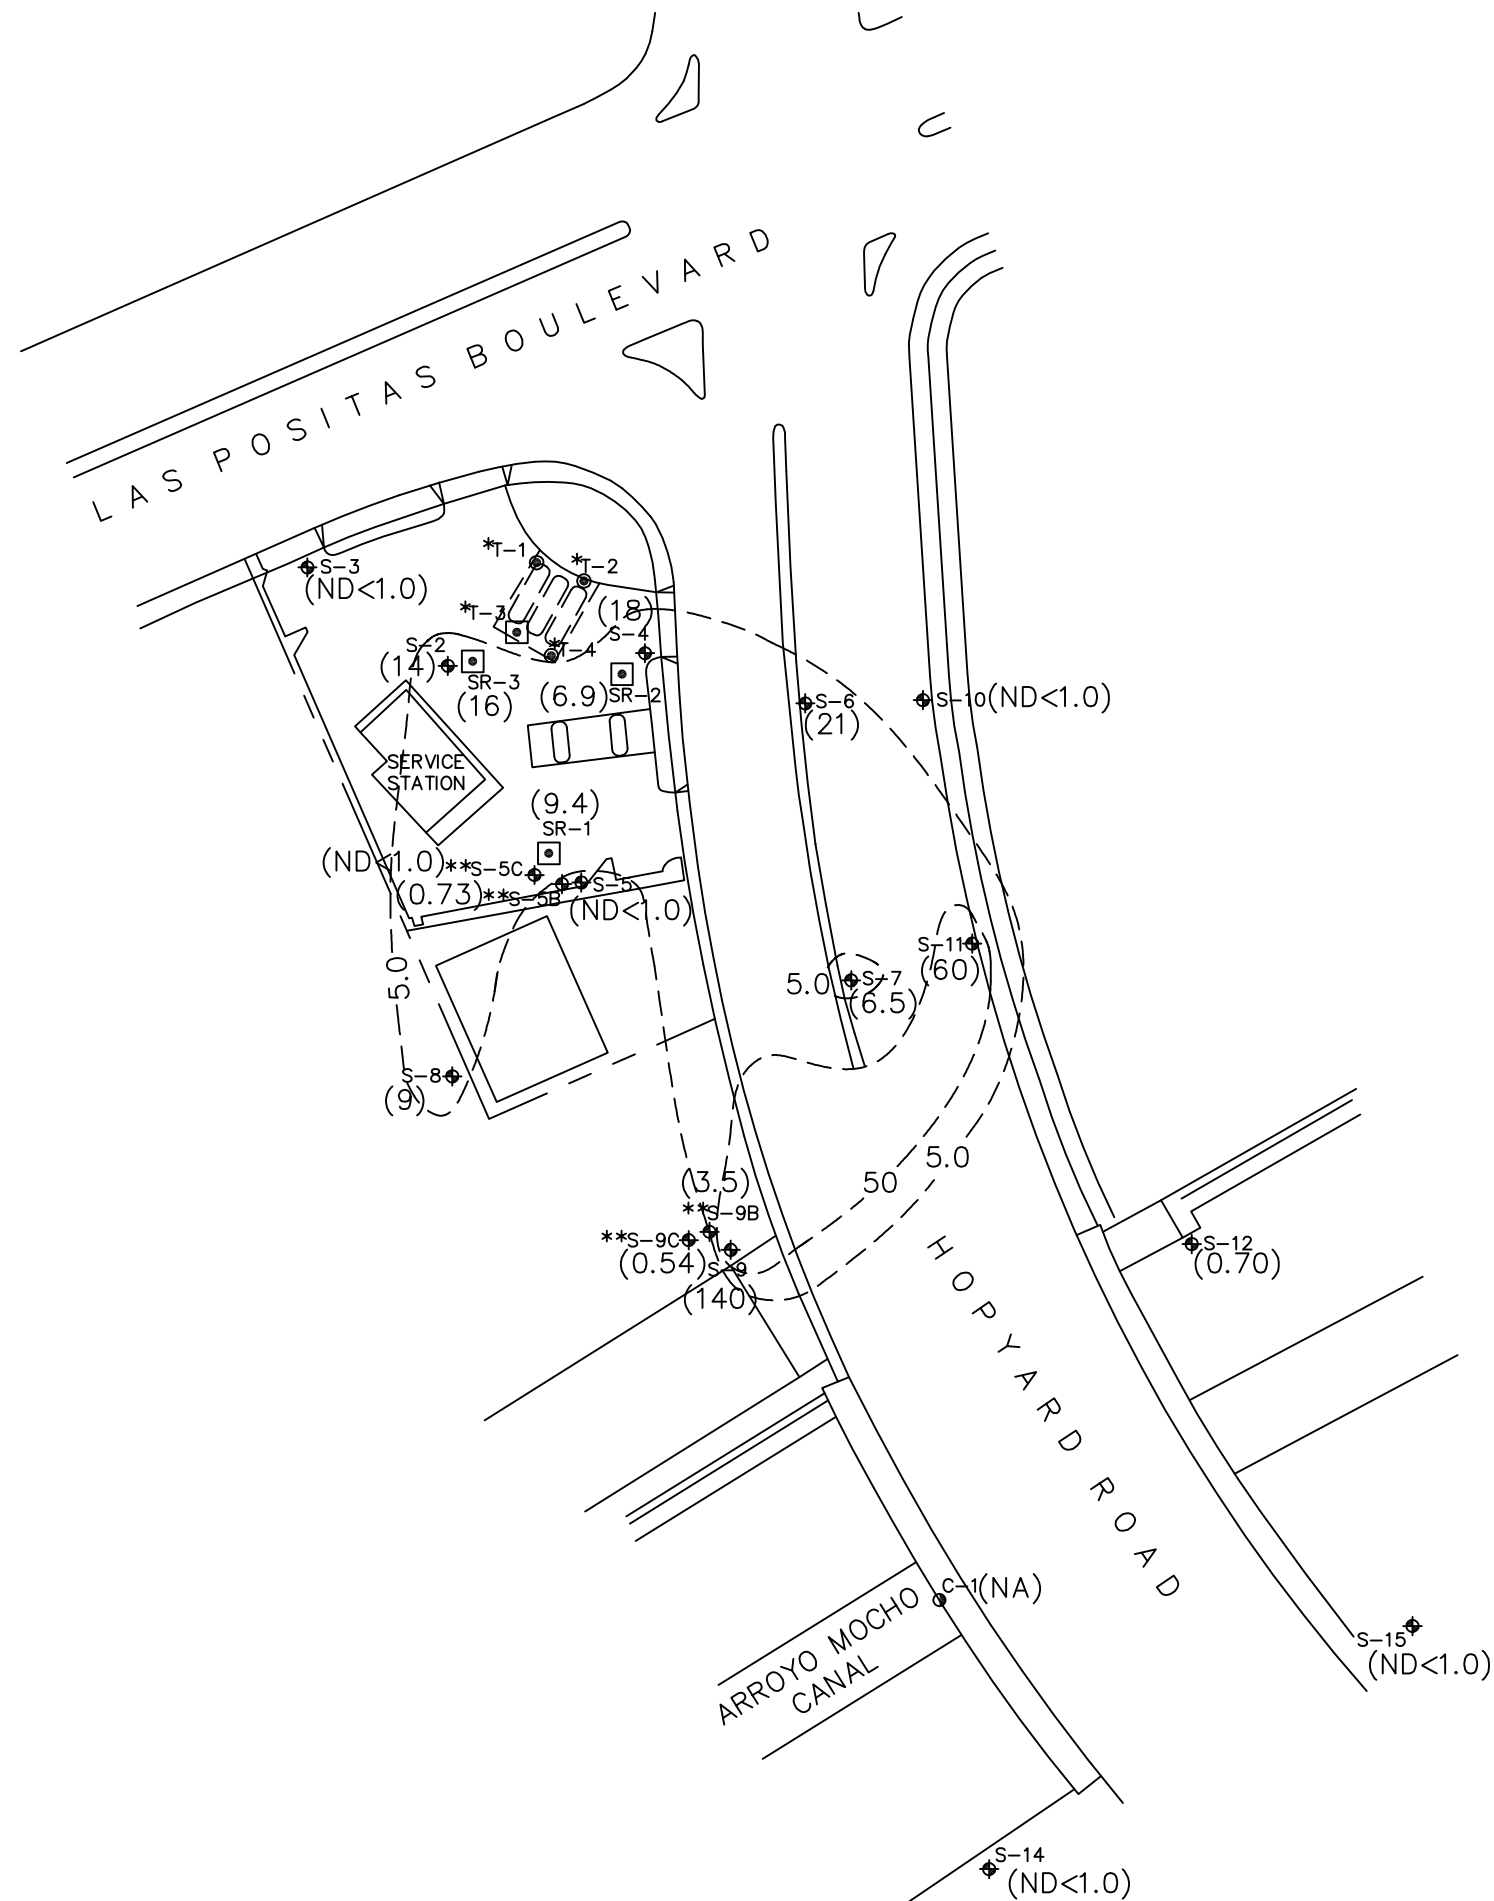 LAS POSITAS BOULEVARD
*T-1
*T-2
S-3
(ND<1.0)
*T-3
(18)
S-4
*T-4
S-2
(14)
SR-3
(16)
(6.9)
SR-2
S-6
(21)
S-10 (ND<1.0)
SERVICE
STATION
(9.4)
SR-1
(ND<1.0) **S-5C
(0.73) **S-5B
S-5
(ND<1.0)
5.0
5.0
S-7
(6.5)
S-11
(60)
S-8
(9)
5.0
50
(3.5)
**S-9B
**S-9C
(0.54)
S-9
(140)
S-12
(0.70)
HOPYARD ROAD
C-1 (NA)
ARROYO MOCHO
CANAL
S-15
(ND<1.0)
S-14
(ND<1.0)